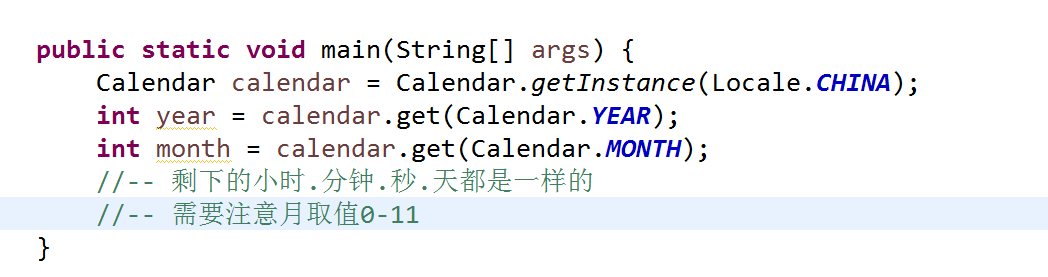 public static void main(String[] args) {
Calendar calendar = Calendar.getInstance(Locale.CHINA);
int year = calendar.get(Calendar.YEAR);
int month = calendar.get(Calendar.MONTH);
//-- 剩下的小时.分钟.秒.天都是一样的
//-- 需要注意月取值0-11
}